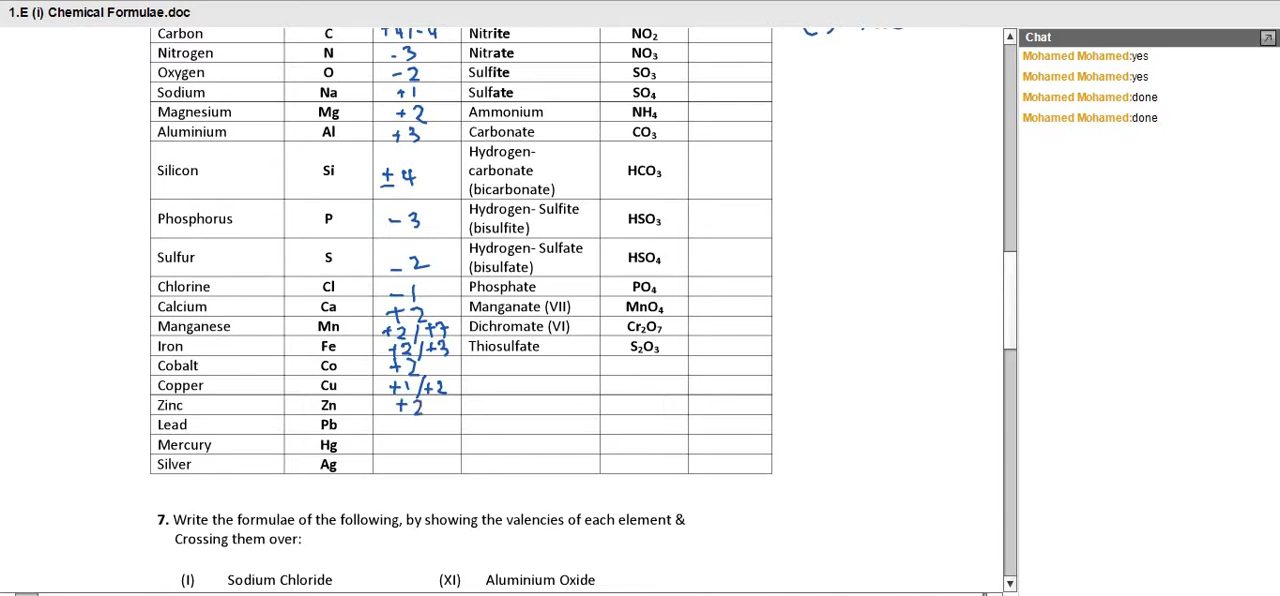 1.E (i) Chemical Formulae.doc
Chat
Carbon C +4/-4 Nitrite NO₂
Nitrogen N -3 Nitrate NO₃
Oxygen O -2 Sulfite SO₃
Sodium Na +1 Sulfate SO₄
Magnesium Mg +2 Ammonium NH₄
Aluminium Al +3 Carbonate CO₃
Hydrogen-
Silicon Si ±4 carbonate HCO₃
(bicarbonate)
Phosphorus P -3 Hydrogen- Sulfite HSO₃
(bisulfite)
Sulfur S -2 Hydrogen- Sulfate HSO₄
(bisulfate)
Chlorine Cl -1 Phosphate PO₄
Calcium Ca +2 Manganate (VII) MnO₄
Manganese Mn +2/+7 Dichromate (VI) Cr₂O₇
Iron Fe +2/+3 Thiosulfate S₂O₃
Cobalt Co +2
Copper Cu +1/+2
Zinc Zn +2
Lead Pb
Mercury Hg
Silver Ag
7. Write the formulae of the following, by showing the valencies of each element &
Crossing them over:
(I) Sodium Chloride (XI) Aluminium Oxide
Mohamed Mohamed:yes
Mohamed Mohamed:yes
Mohamed Mohamed:done
Mohamed Mohamed:done